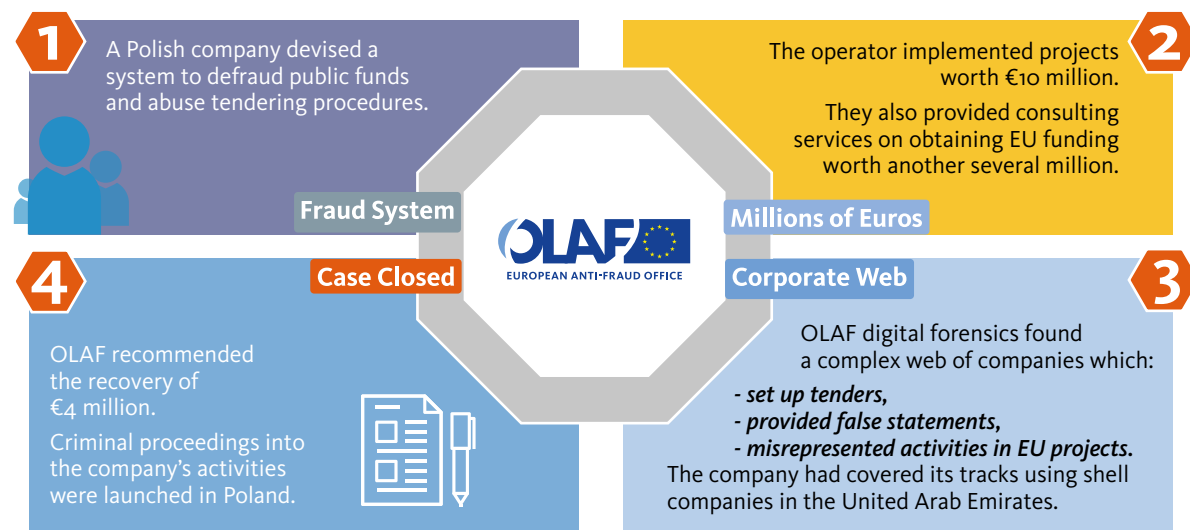 1
A Polish company devised a
system to defraud public funds
and abuse tendering procedures.
Fraud System
2
The operator implemented projects
worth €10 million.
They also provided consulting
services on obtaining EU funding
worth another several million.
Millions of Euros
OLAF
EUROPEAN ANTI-FRAUD OFFICE
Corporate Web
3
OLAF digital forensics found
a complex web of companies which:
- set up tenders,
- provided false statements,
- misrepresented activities in EU projects.
The company had covered its tracks using shell
companies in the United Arab Emirates.
4
Case Closed
OLAF recommended
the recovery of
€4 million.
Criminal proceedings into
the company’s activities
were launched in Poland.